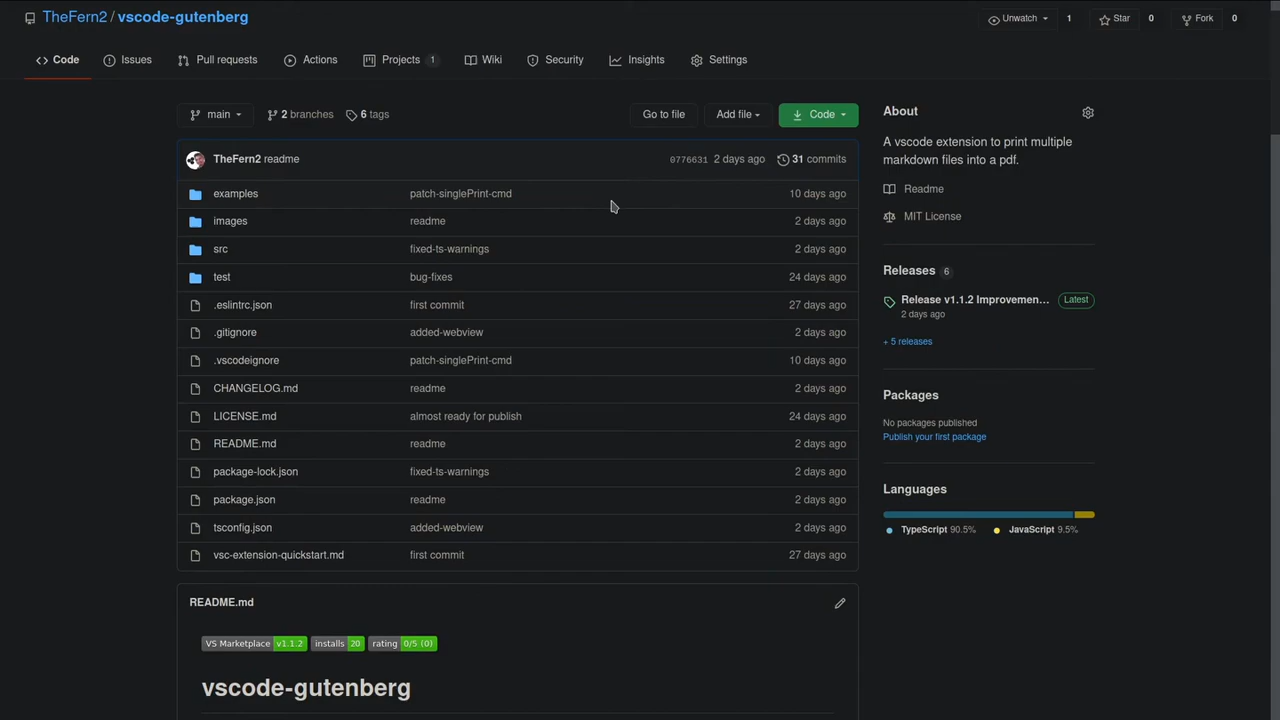 TheFern2 / vscode-gutenberg
Unwatch 1 Star 0 Fork 0
Code Issues Pull requests Actions Projects 1 Wiki Security Insights Settings
main 2 branches 6 tags Go to file Add file Code
TheFern2 readme 0776631 2 days ago 31 commits
examples patch-singlePrint-cmd 10 days ago
images readme 2 days ago
src fixed-ts-warnings 2 days ago
test bug-fixes 24 days ago
.eslintrc.json first commit 27 days ago
.gitignore added-webview 2 days ago
.vscodeignore patch-singlePrint-cmd 10 days ago
CHANGELOG.md readme 2 days ago
LICENSE.md almost ready for publish 24 days ago
README.md readme 2 days ago
package-lock.json fixed-ts-warnings 2 days ago
package.json readme 2 days ago
tsconfig.json added-webview 2 days ago
vsc-extension-quickstart.md first commit 27 days ago
README.md
VS Marketplace v1.1.2 installs 20 rating 0/5 (0)
vscode-gutenberg
About
A vscode extension to print multiple
markdown files into a pdf.
Readme
MIT License
Releases 6
Release v1.1.2 Improvemen... Latest
2 days ago
+ 5 releases
Packages
No packages published
Publish your first package
Languages
TypeScript 90.5% JavaScript 9.5%